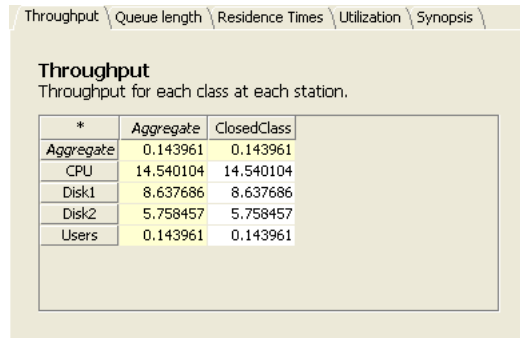 Throughput Queue length Residence Times Utilization Synopsis
Throughput
Throughput for each class at each station.
* Aggregate ClosedClass
Aggregate 0.143961 0.143961
CPU 14.540104 14.540104
Disk1 8.637686 8.637686
Disk2 5.758457 5.758457
Users 0.143961 0.143961